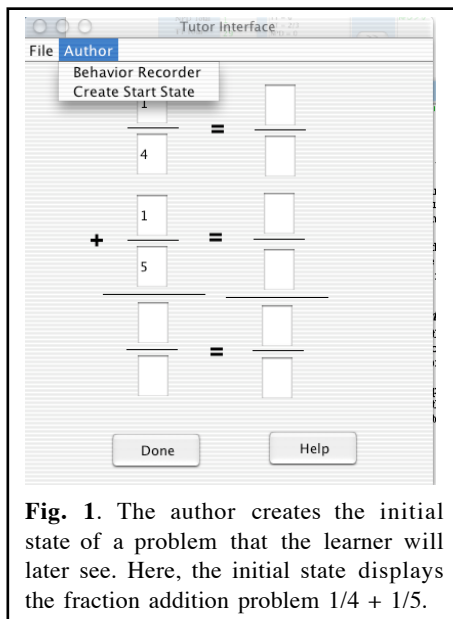 Tutor Interface
File Author
Behavior Recorder
Create Start State
1
=
4
1
+ =
5
=
Done Help
Fig. 1. The author creates the initial
state of a problem that the learner will
later see. Here, the initial state displays
the fraction addition problem 1/4 + 1/5.